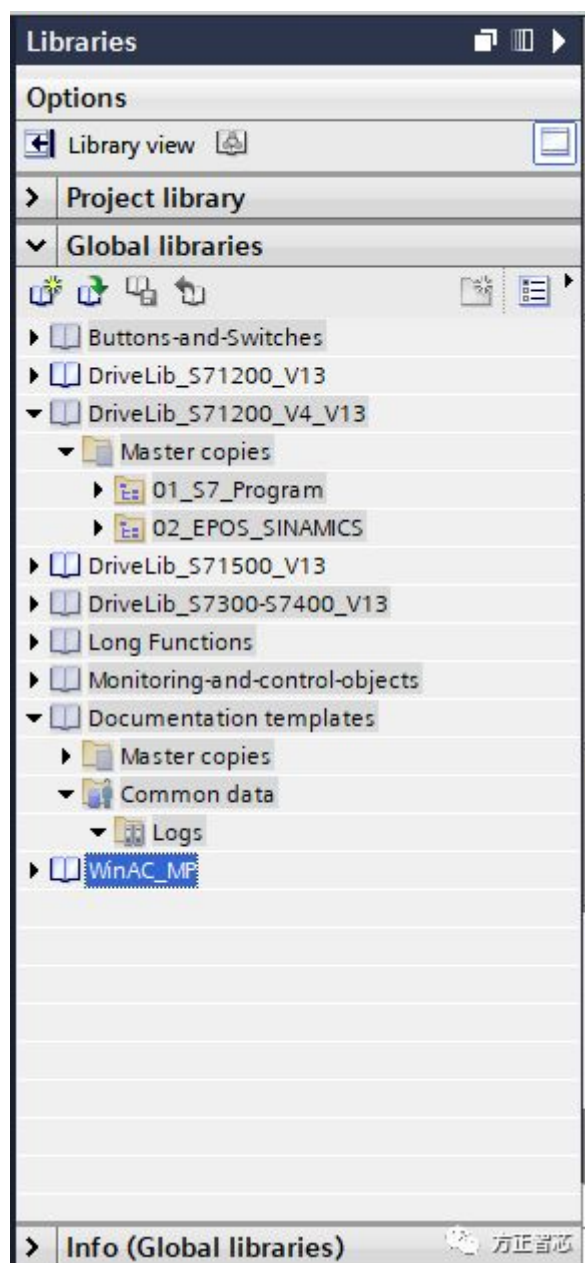 Libraries
Options
Library view
Project library
Global libraries
Buttons-and-Switches
DriveLib_S71200_V13
DriveLib_S71200_V4_V13
Master copies
01_S7_Program
02_EPOS_SINAMICS
DriveLib_S71500_V13
DriveLib_S7300-S7400_V13
Long Functions
Monitoring-and-control-objects
Documentation templates
Master copies
Common data
Logs
WinAC_MP
Info (Global libraries)
方正智芯